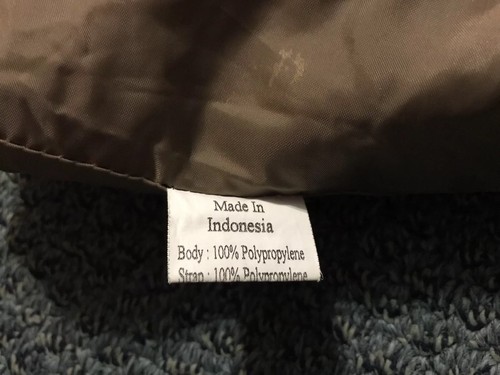 Made In
Indonesia
Body : 100% Polypropylene
Strap : 100% Polypropylene